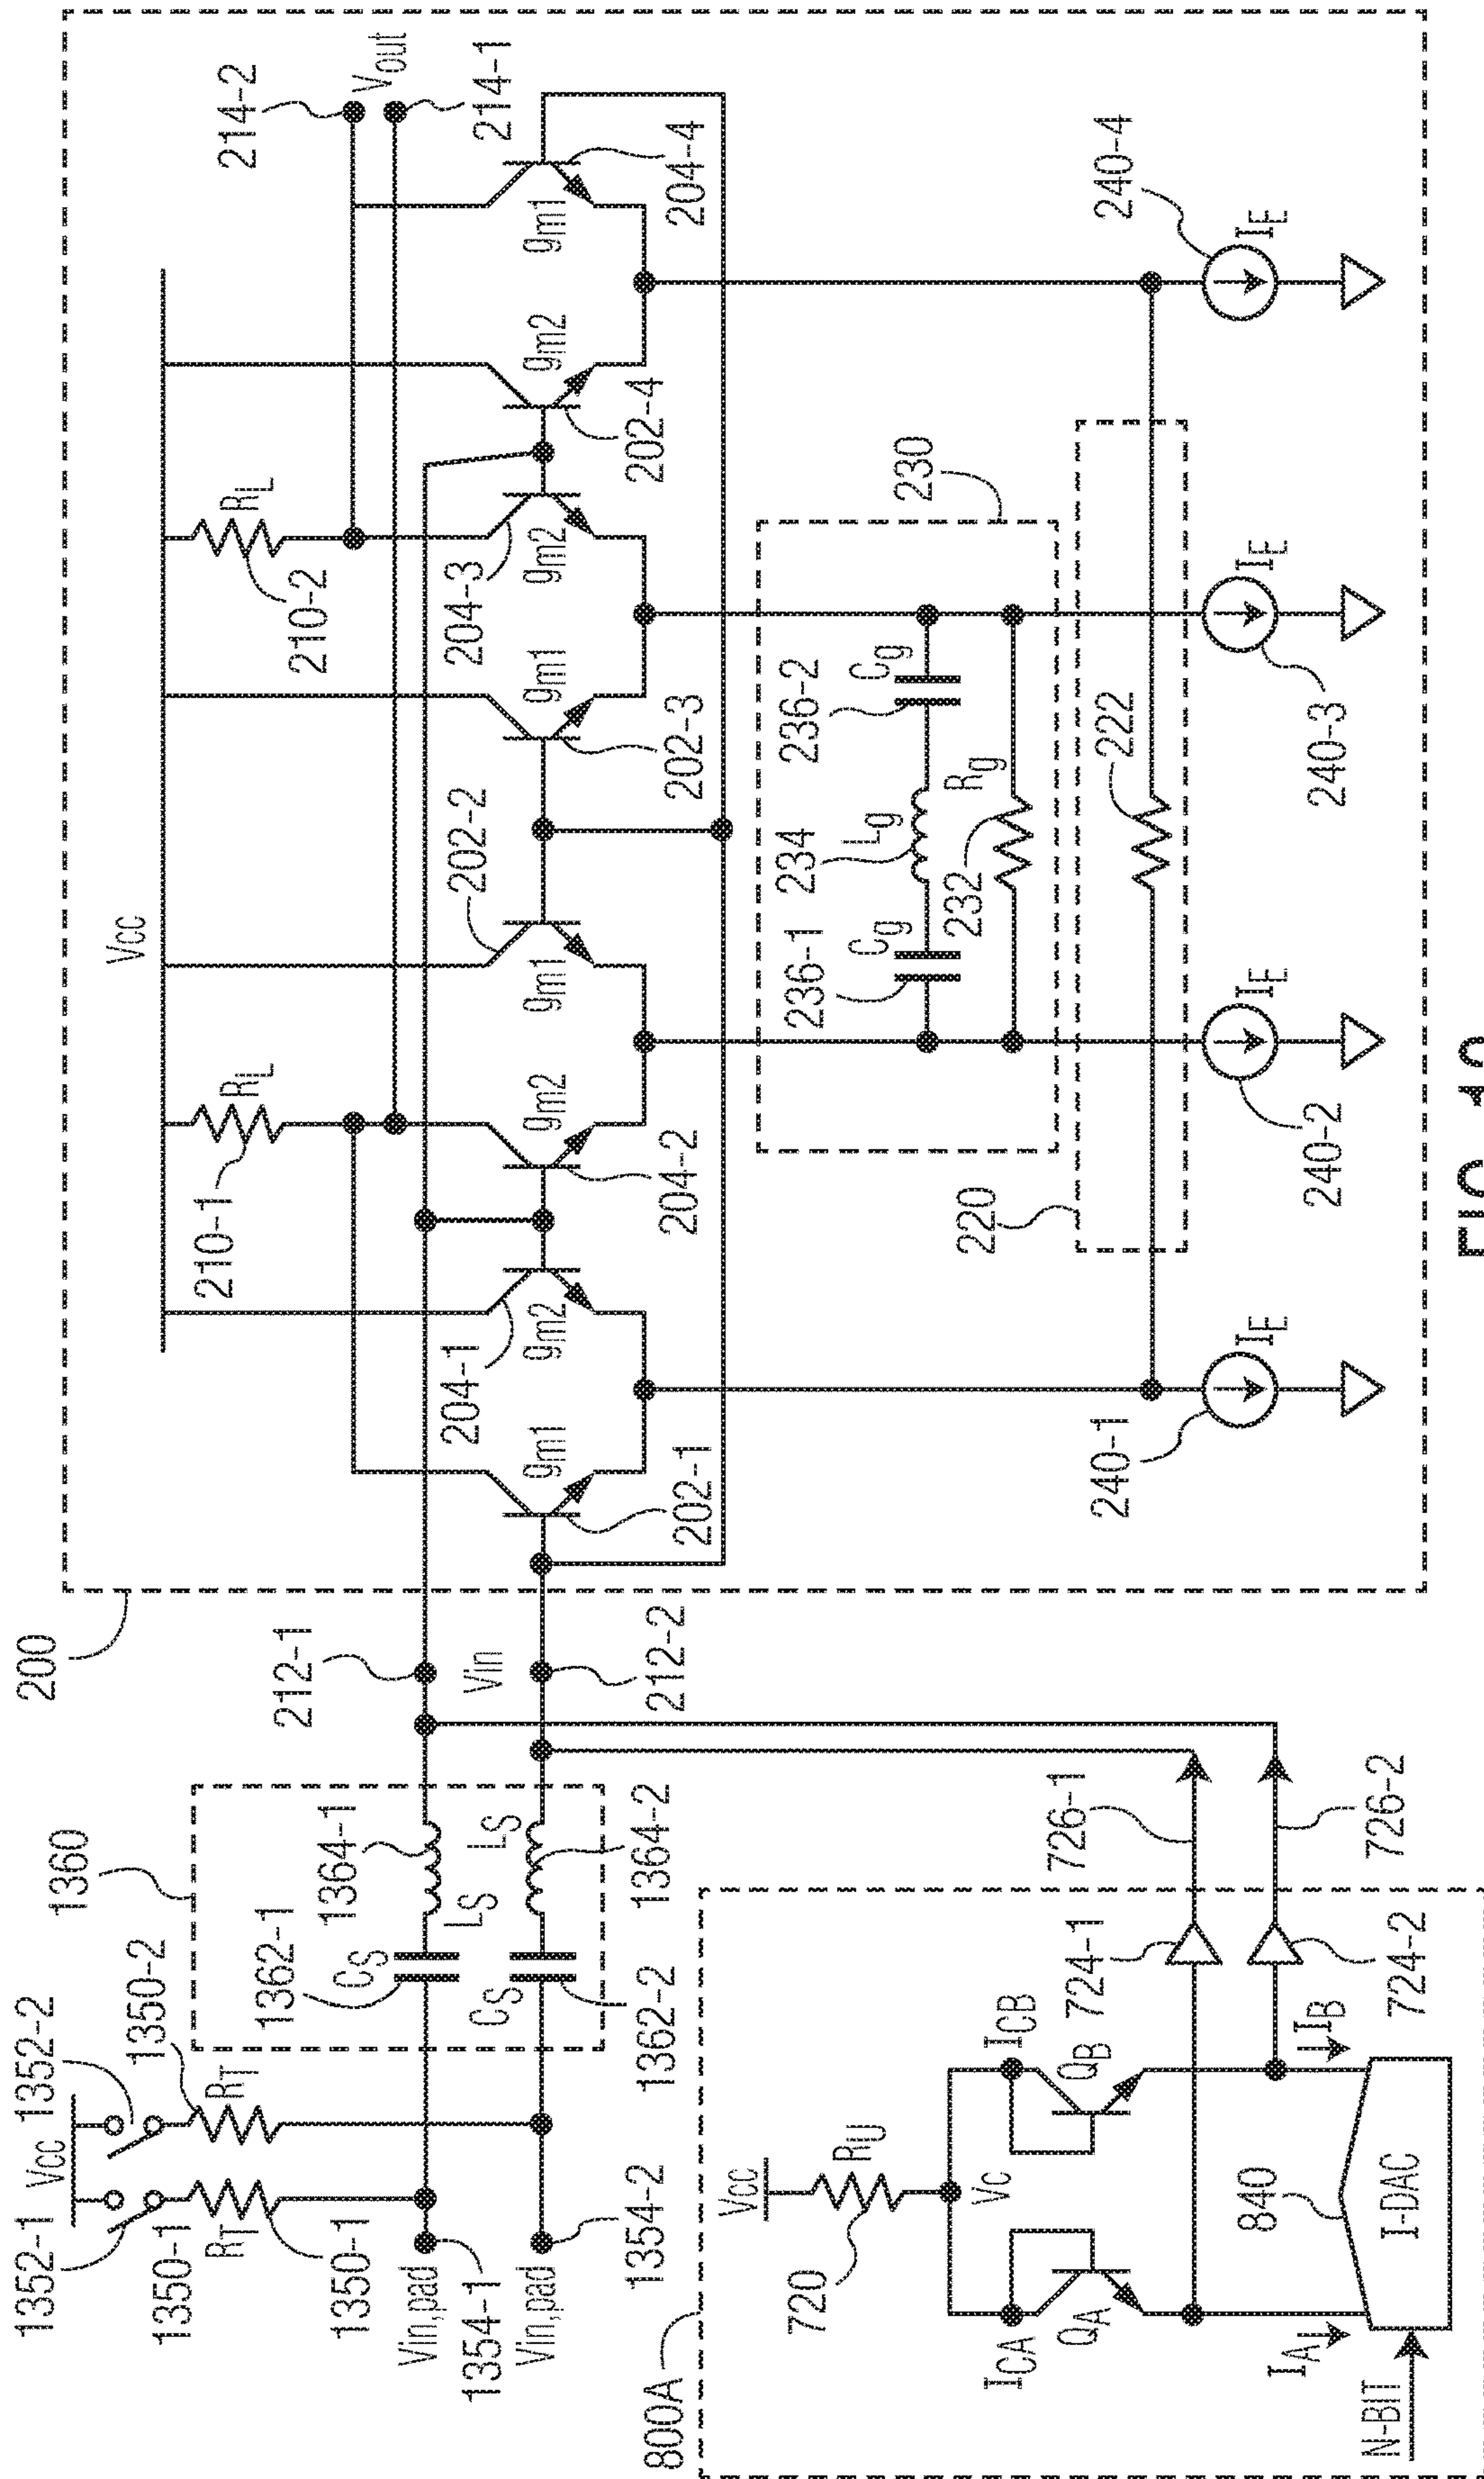 200
1352-1
1352-2
VCC
1350-1
RT
RT
1350-2
1350-1
1360
Vin,pad
1354-1
Vin,pad
1354-2
1362-1
CS
CS
1362-2
1364-1
LS
LS
1364-2
212-1
Vin
212-2
VCC
210-1
RL
210-2
RL
214-2
Vout
214-1
204-1
202-2
204-3
gm1
gm2
gm2
gm1
gm1
gm2
gm2
gm1
202-1
204-2
202-3
202-4
204-4
230
236-1
Cg
234
Lg
236-2
Cg
232
Rg
220
222
240-1
IE
240-2
IE
240-3
IE
240-4
IE
800A
720
VCC
RU
VC
ICA
QA
ICB
QB
724-1
726-1
IA
IB
724-2
726-2
840
I-DAC
N-BIT